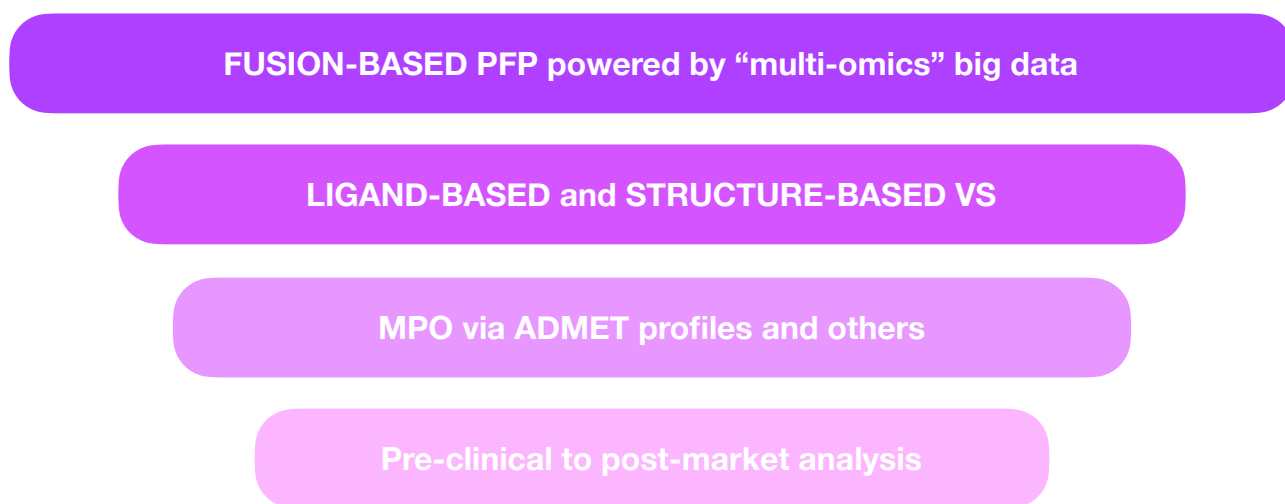 FUSION-BASED PFP powered by “multi-omics” big data
LIGAND-BASED and STRUCTURE-BASED VS
MPO via ADMET profiles and others
Pre-clinical to post-market analysis